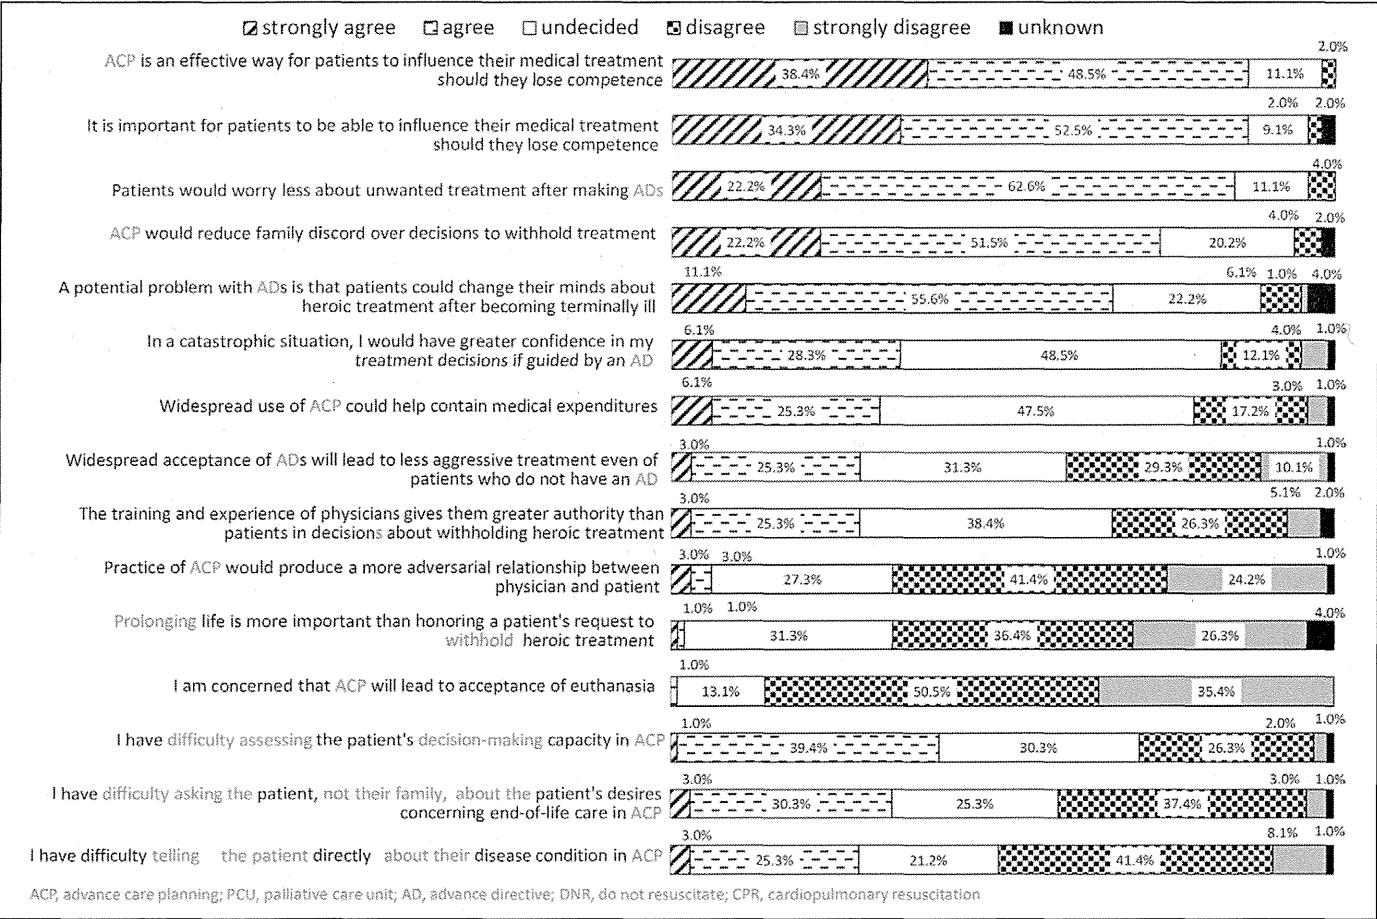 strongly agree agree undecided disagree strongly disagree unknown
2.0%
ACP is an effective way for patients to influence their medical treatment
should they lose competence
38.4% 48.5% 11.1%
2.0% 2.0%
It is important for patients to be able to influence their medical treatment
should they lose competence
34.3% 52.5% 9.1%
4.0%
Patients would worry less about unwanted treatment after making ADs
22.2% 62.6% 11.1%
4.0% 2.0%
ACP would reduce family discord over decisions to withhold treatment
22.2% 51.5% 20.2%
11.1% 6.1% 1.0% 4.0%
A potential problem with ADs is that patients could change their minds about
heroic treatment after becoming terminally ill
55.6% 22.2%
6.1% 4.0% 1.0%
In a catastrophic situation, I would have greater confidence in my
treatment decisions if guided by an AD
28.3% 48.5% 12.1%
6.1% 3.0% 1.0%
Widespread use of ACP could help contain medical expenditures
25.3% 47.5% 17.2%
3.0% 1.0%
Widespread acceptance of ADs will lead to less aggressive treatment even of
patients who do not have an AD
25.3% 31.3% 29.3% 10.1%
3.0% 5.1% 2.0%
The training and experience of physicians gives them greater authority than
patients in decisions about withholding heroic treatment
25.3% 38.4% 26.3%
3.0% 3.0% 1.0%
Practice of ACP would produce a more adversarial relationship between
physician and patient
27.3% 41.4% 24.2%
1.0% 1.0% 4.0%
Prolonging life is more important than honoring a patient's request to
withhold heroic treatment
31.3% 36.4% 26.3%
1.0%
I am concerned that ACP will lead to acceptance of euthanasia
13.1% 50.5% 35.4%
1.0% 2.0% 1.0%
I have difficulty assessing the patient's decision-making capacity in ACP
39.4% 30.3% 26.3%
3.0% 3.0% 1.0%
I have difficulty asking the patient, not their family, about the patient's desires
concerning end-of-life care in ACP
30.3% 25.3% 37.4%
3.0% 8.1% 1.0%
I have difficulty telling the patient directly about their disease condition in ACP
25.3% 21.2% 41.4%
ACP, advance care planning; PCU, palliative care unit; AD, advance directive; DNR, do not resuscitate; CPR, cardiopulmonary resuscitation